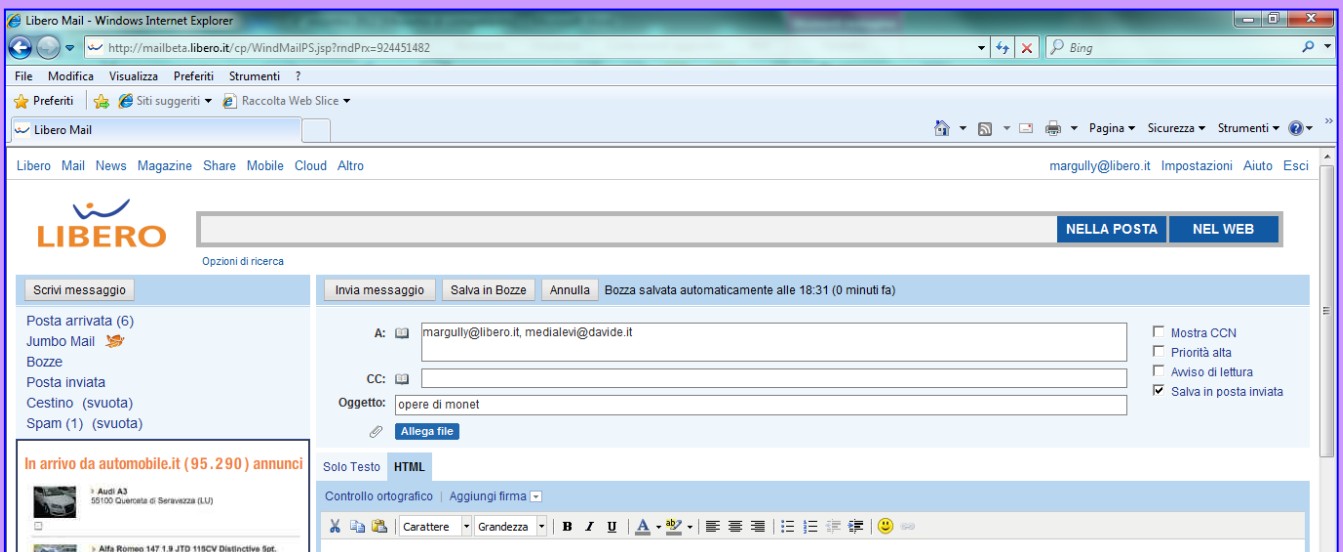 Libero Mail - Windows Internet Explorer
http://mailbeta.libero.it/cp/WindMailPS.jsp?rndPrx=924451482
Bing
File Modifica Visualizza Preferiti Strumenti ?
Preferiti Siti suggeriti Raccolta Web Slice
Libero Mail Pagina Sicurezza Strumenti
Libero Mail News Magazine Share Mobile Cloud Altro margully@libero.it Impostazioni Aiuto Esci
LIBERO
NELLA POSTA NEL WEB
Opzioni di ricerca
Scrivi messaggio Invia messaggio Salva in Bozze Annulla Bozza salvata automaticamente alle 18:31 (0 minuti fa)
Posta arrivata (6)
Jumbo Mail
Bozze
Posta inviata
Cestino (svuota)
Spam (1) (svuota)
A: margully@libero.it, medialevi@davide.it
CC:
Oggetto: opere di monet
Allega file
Mostra CCN
Priorità alta
Avviso di lettura
Salva in posta inviata
In arrivo da automobile.it (95.290) annunci
Audi A3
55100 Querceta di Seravezza (LU)
Alfa Romeo 147 1.9 JTD 115CV Distinctive 5pt.
Solo Testo HTML
Controllo ortografico | Aggiungi firma
Carattere Grandezza B I U A ab